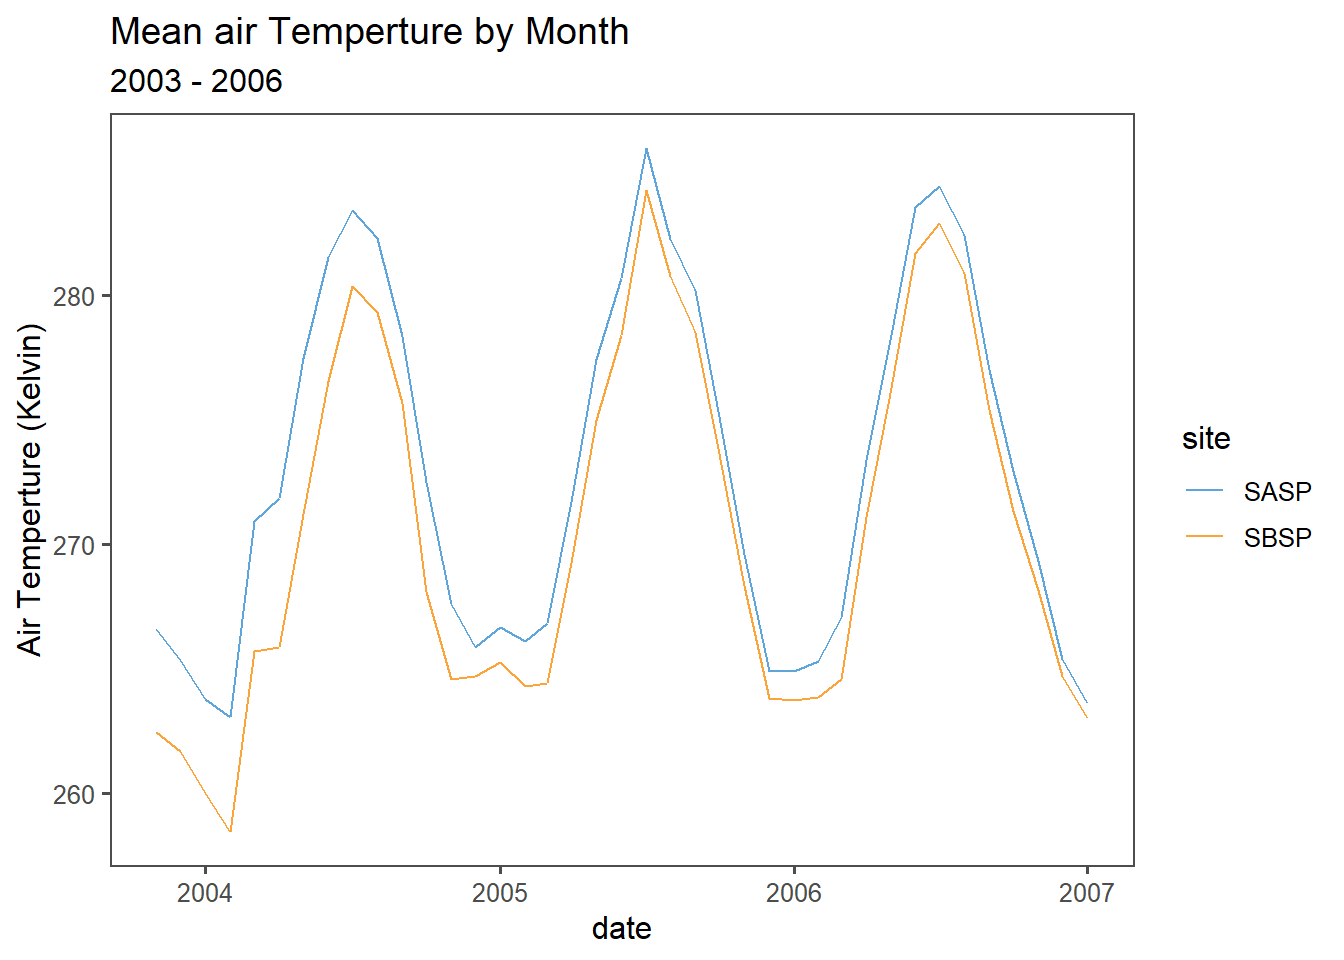 Mean air Temperture by Month
2003 - 2006
Air Temperture (Kelvin)
280
270
260
2004
2005
2006
2007
date
site
SASP
SBSP